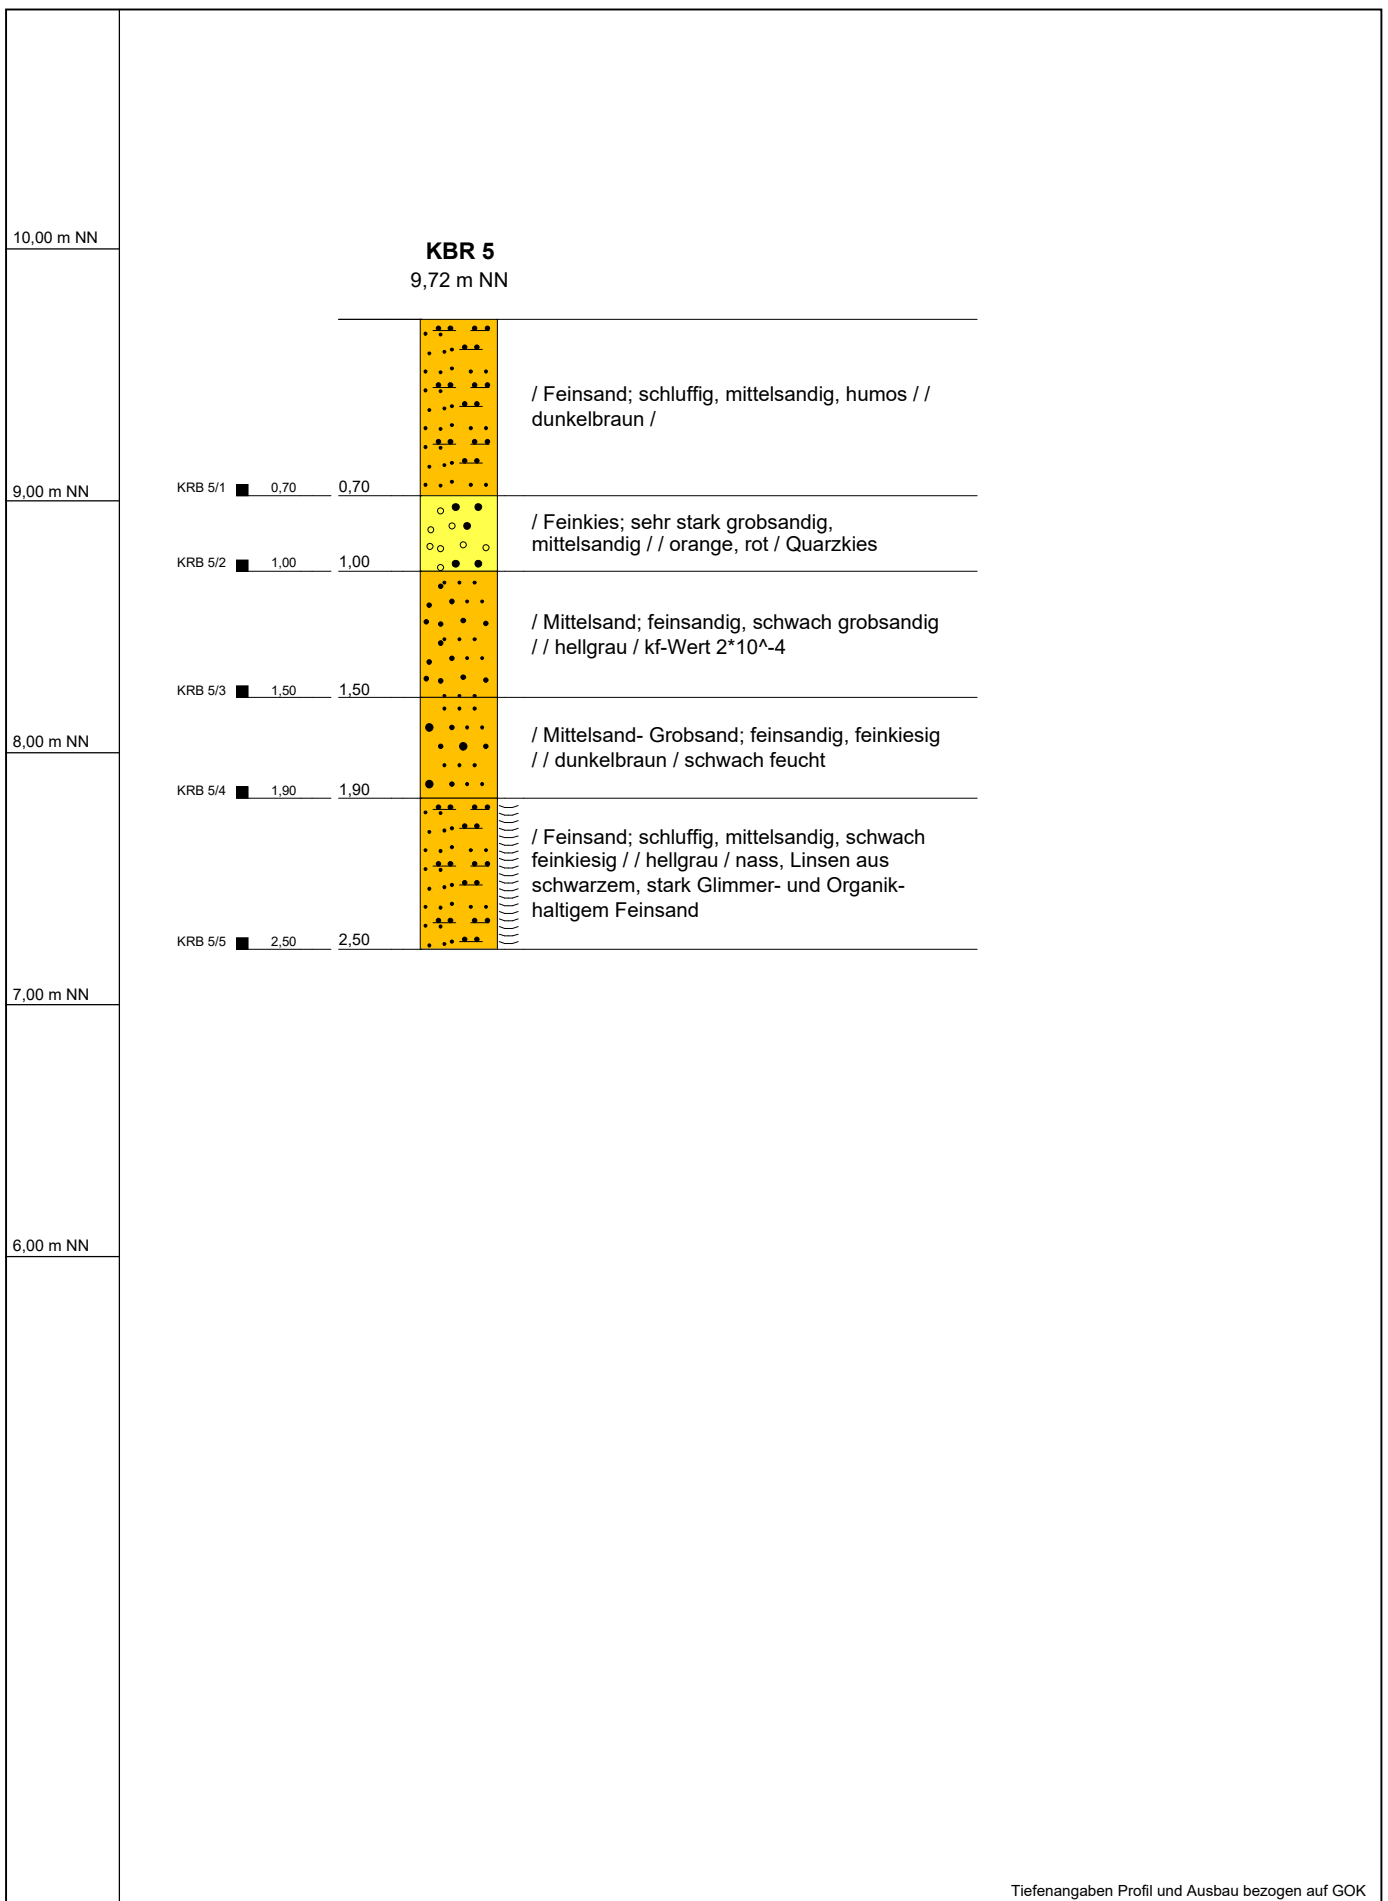 10,00 m NN
KBR 5
9,72 m NN
/ Feinsand; schluffig, mittelsandig, humos / /
dunkelbraun /
9,00 m NN
KRB 5/1 0,70 0,70
/ Feinkies; sehr stark grobsandig,
mittelsandig / / orange, rot / Quarzkies
KRB 5/2 1,00 1,00
/ Mittelsand; feinsandig, schwach grobsandig
/ / hellgrau / kf-Wert 2*10^-4
KRB 5/3 1,50 1,50
8,00 m NN
/ Mittelsand- Grobsand; feinsandig, feinkiesig
/ / dunkelbraun / schwach feucht
KRB 5/4 1,90 1,90
/ Feinsand; schluffig, mittelsandig, schwach
feinkiesig / / hellgrau / nass, Linsen aus
schwarzem, stark Glimmer- und Organik-
haltigem Feinsand
KRB 5/5 2,50 2,50
7,00 m NN
6,00 m NN
Tiefenangaben Profil und Ausbau bezogen auf GOK